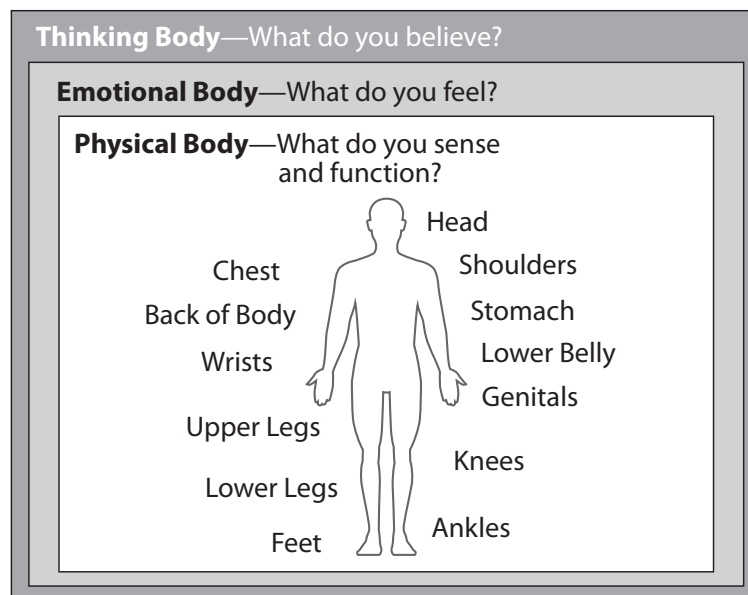 Thinking Body—What do you believe?
Emotional Body—What do you feel?
Physical Body—What do you sense
and function?
Head
Chest
Shoulders
Back of Body
Stomach
Wrists
Lower Belly
Genitals
Upper Legs
Knees
Lower Legs
Ankles
Feet